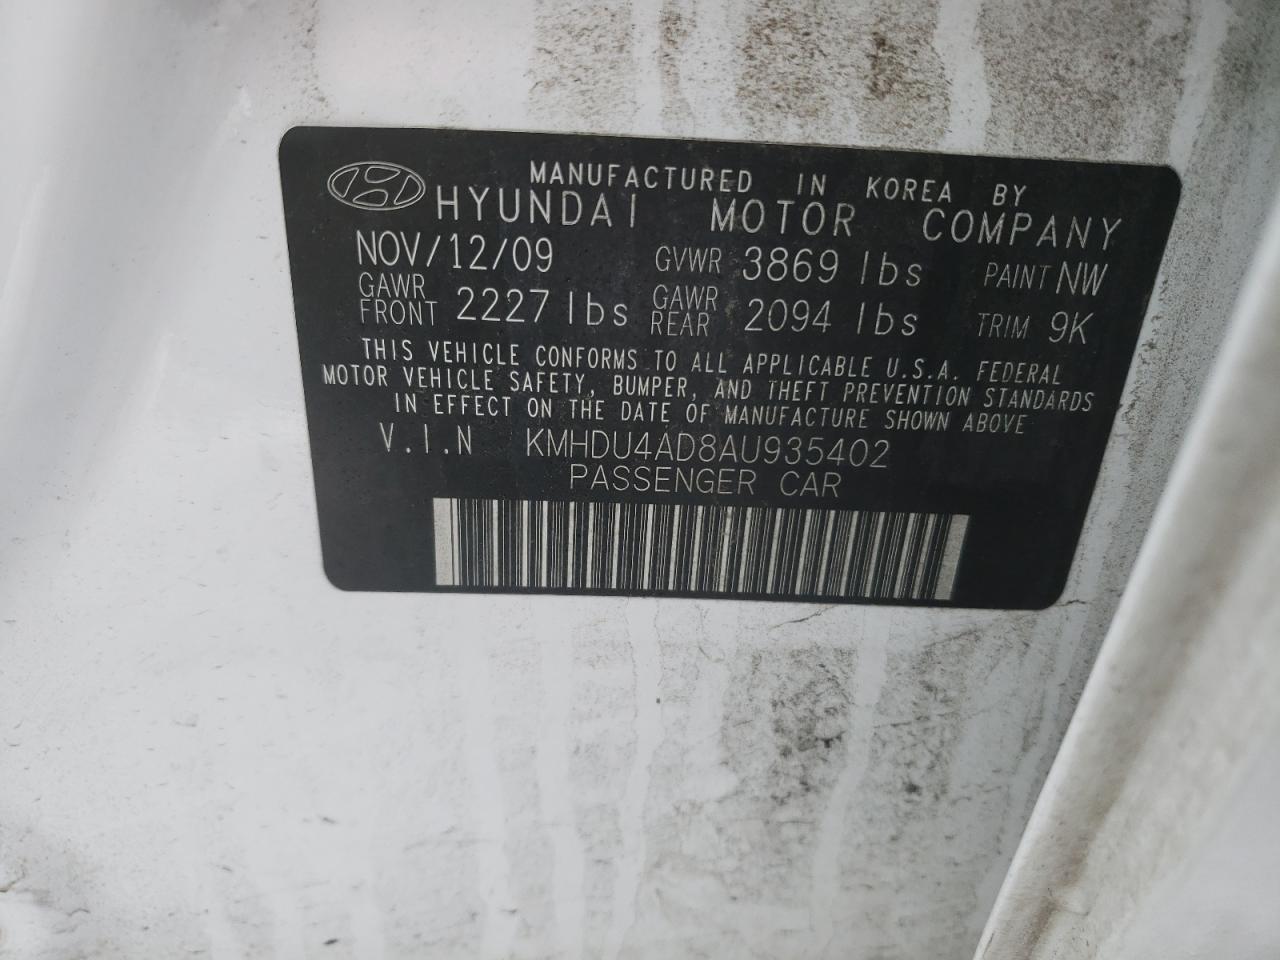 MANUFACTURED IN KOREA BY
HYUNDAI MOTOR COMPANY
NOV/12/09 GVWR 3869 lbs PAINT NW
GAWR FRONT 2227 lbs GAWR REAR 2094 lbs TRIM 9K
THIS VEHICLE CONFORMS TO ALL APPLICABLE U.S.A. FEDERAL
MOTOR VEHICLE SAFETY, BUMPER, AND THEFT PREVENTION STANDARDS
IN EFFECT ON THE DATE OF MANUFACTURE SHOWN ABOVE
V.I.N KMHDU4AD8AU935402
PASSENGER CAR